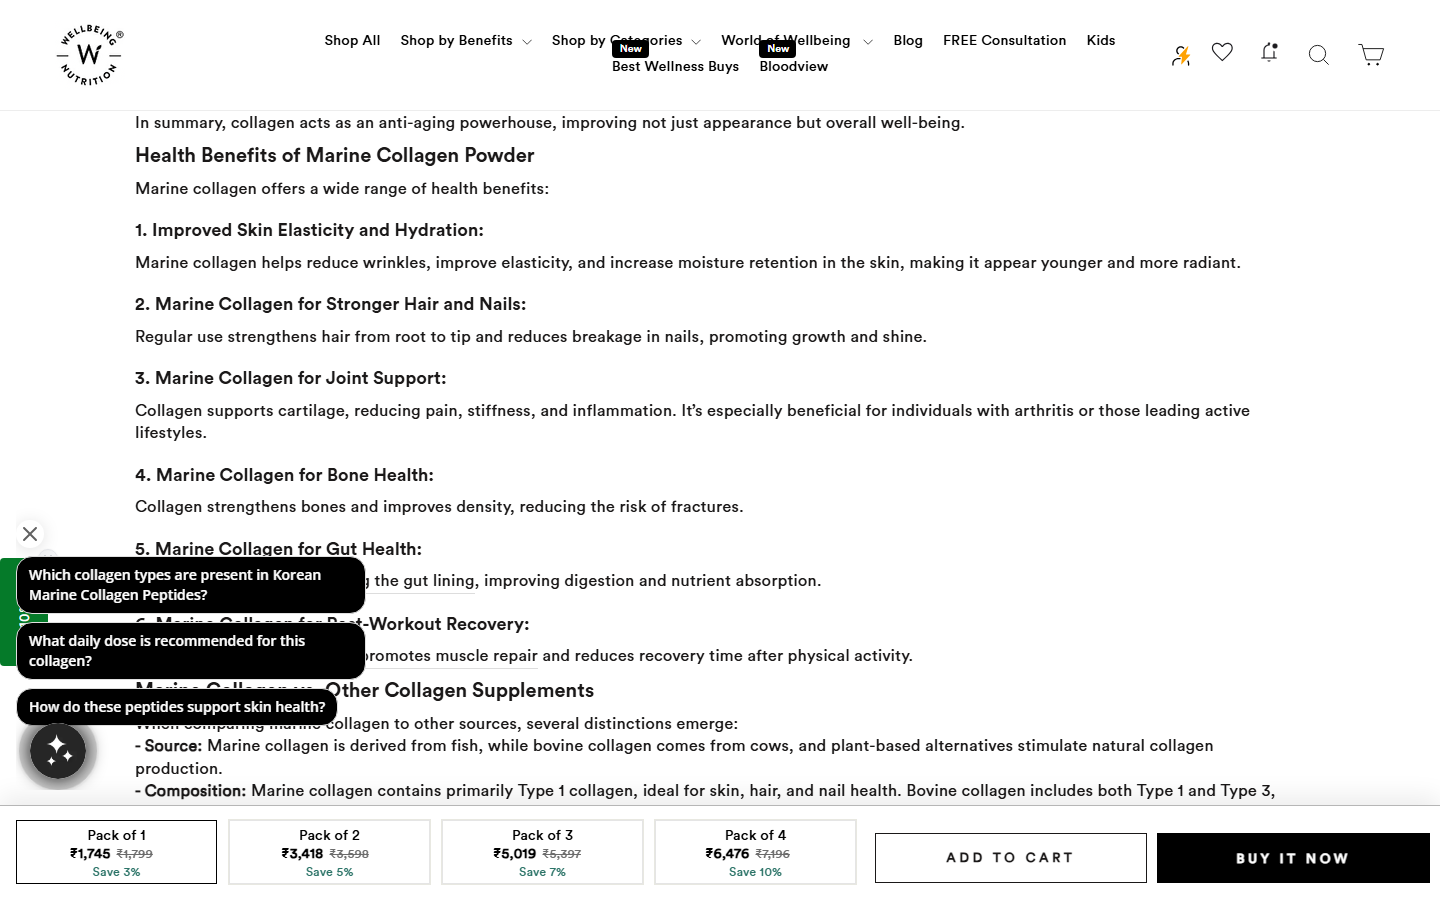 WELLBEING
W
NUTRITION
®
Shop All
Shop by Benefits
Shop by Categories
World of Wellbeing
Blog
FREE Consultation
Kids
New
Best Wellness Buys
New
Bloodview
In summary, collagen acts as an anti-aging powerhouse, improving not just appearance but overall well-being.
Health Benefits of Marine Collagen Powder
Marine collagen offers a wide range of health benefits:
1. Improved Skin Elasticity and Hydration:
Marine collagen helps reduce wrinkles, improve elasticity, and increase moisture retention in the skin, making it appear younger and more radiant.
2. Marine Collagen for Stronger Hair and Nails:
Regular use strengthens hair from root to tip and reduces breakage in nails, promoting growth and shine.
3. Marine Collagen for Joint Support:
Collagen supports cartilage, reducing pain, stiffness, and inflammation. It’s especially beneficial for individuals with arthritis or those leading active
lifestyles.
4. Marine Collagen for Bone Health:
Collagen strengthens bones and improves density, reducing the risk of fractures.
5. Marine Collagen for Gut Health:
the gut lining, improving digestion and nutrient absorption.
Marine Collagen for Post-Workout Recovery:
promotes muscle repair and reduces recovery time after physical activity.
Marine Collagen vs. Other Collagen Supplements
When comparing marine collagen to other sources, several distinctions emerge:
- Source: Marine collagen is derived from fish, while bovine collagen comes from cows, and plant-based alternatives stimulate natural collagen
production.
- Composition: Marine collagen contains primarily Type 1 collagen, ideal for skin, hair, and nail health. Bovine collagen includes both Type 1 and Type 3,
Which collagen types are present in Korean
Marine Collagen Peptides?
What daily dose is recommended for this
collagen?
How do these peptides support skin health?
Pack of 1
₹1,745 ₹1,799
Save 3%
Pack of 2
₹3,418 ₹3,598
Save 5%
Pack of 3
₹5,019 ₹5,397
Save 7%
Pack of 4
₹6,476 ₹7,196
Save 10%
ADD TO CART
BUY IT NOW